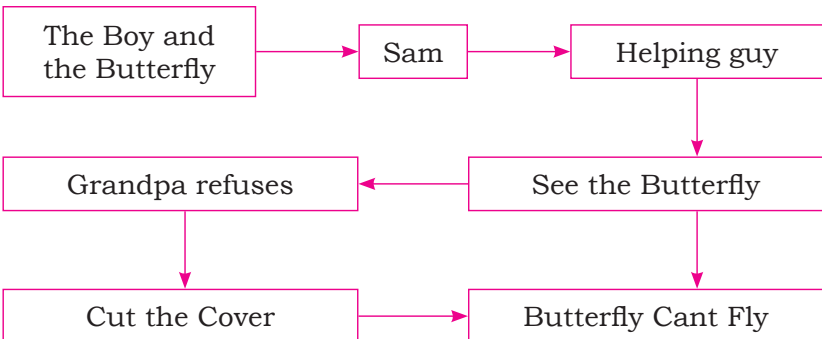 The Boy and
the Butterfly
Sam
Helping guy
Grandpa refuses
See the Butterfly
Cut the Cover
Butterfly Cant Fly